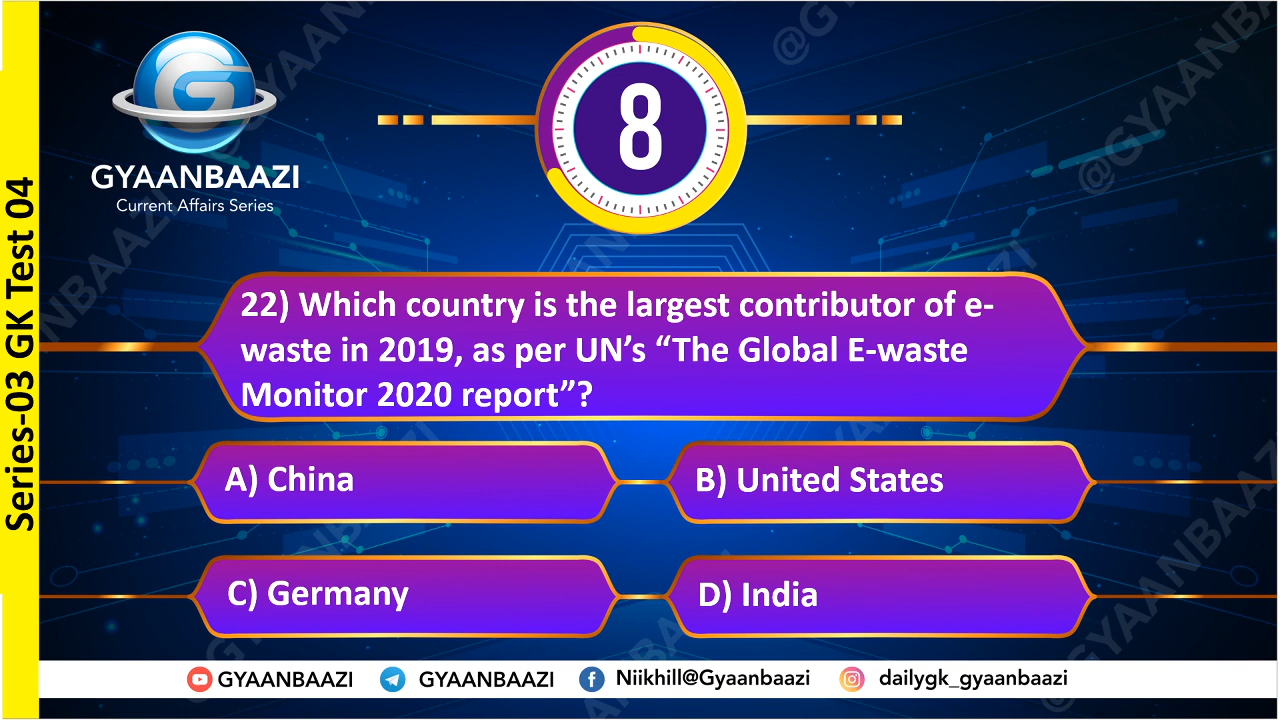 GYAANBAAZI
Current Affairs Series
8
Series-03 GK Test 04
22) Which country is the largest contributor of e-
waste in 2019, as per UN’s “The Global E-waste
Monitor 2020 report”?
A) China
B) United States
C) Germany
D) India
GYAANBAAZI
GYAANBAAZI
Niikhill@Gyaanbaazi
dailygk_gyaanbaazi
@GYAANBAAZI